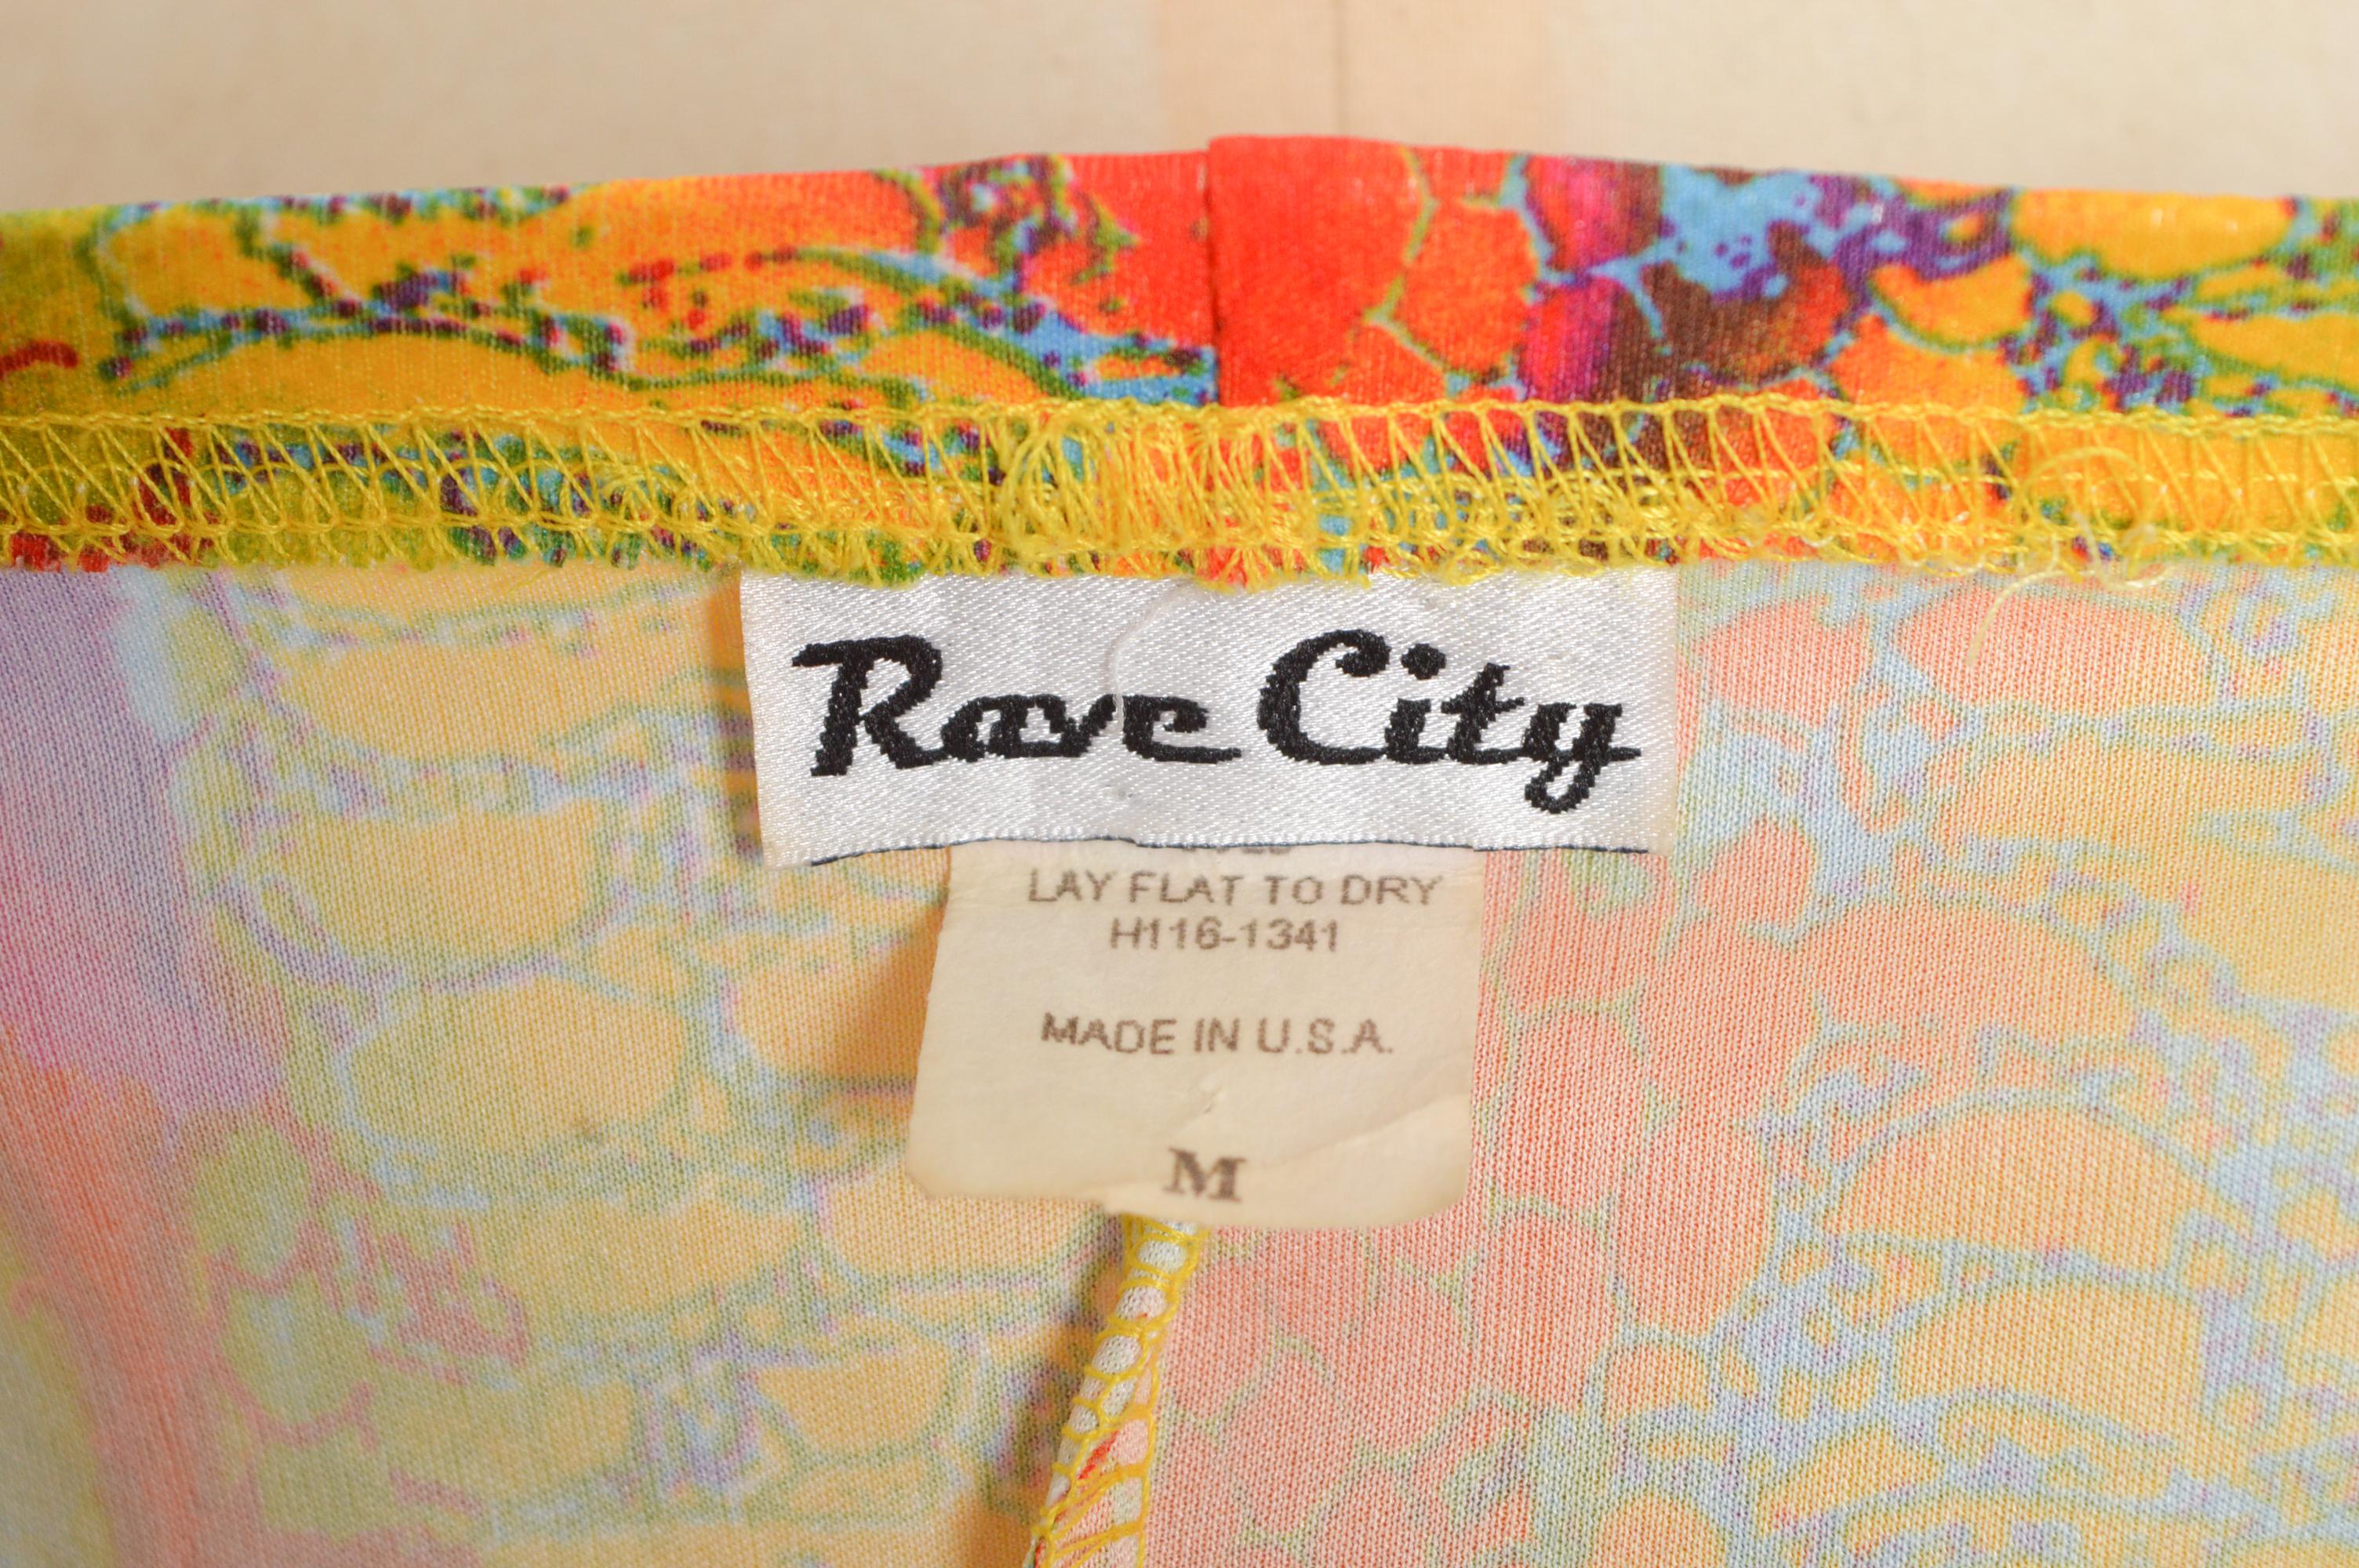 Rave City
LAY FLAT TO DRY
H116-1341
MADE IN U.S.A.
M